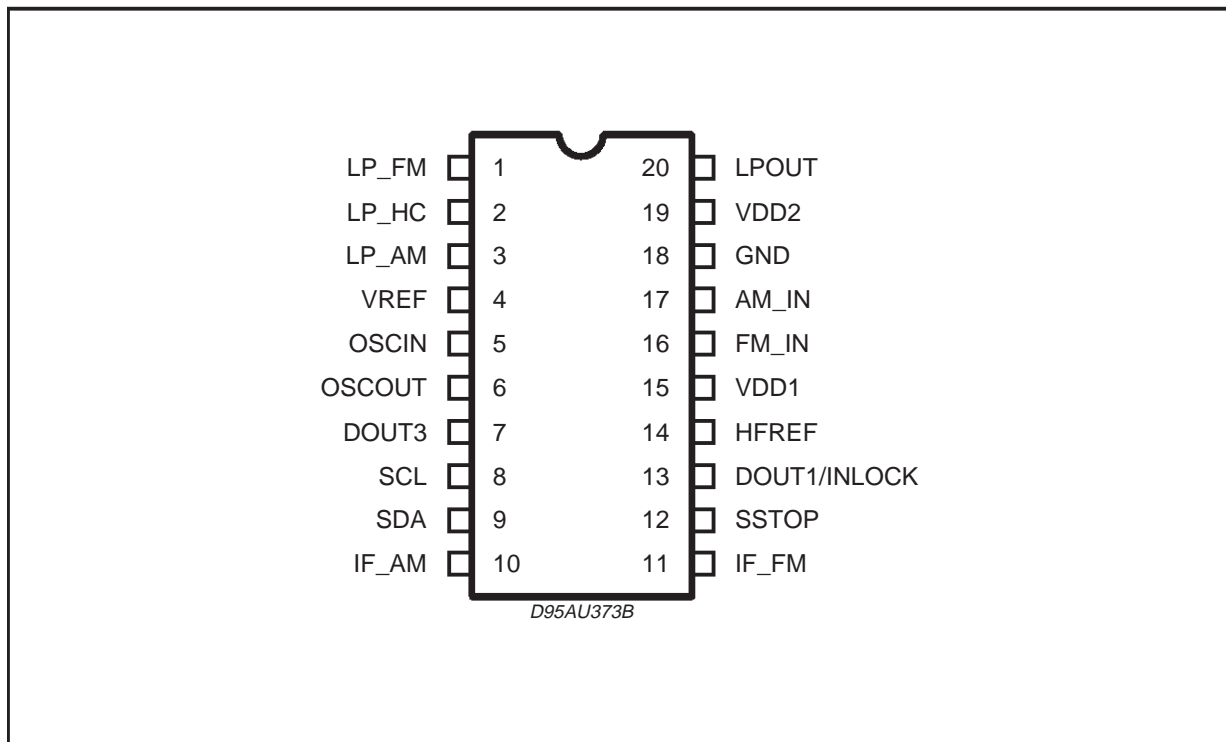 LP_FM 1 20 LPOUT
LP_HC 2 19 VDD2
LP_AM 3 18 GND
VREF 4 17 AM_IN
OSCIN 5 16 FM_IN
OSCOUT 6 15 VDD1
DOUT3 7 14 HFREF
SCL 8 13 DOUT1/INLOCK
SDA 9 12 SSTOP
IF_AM 10 11 IF_FM
D95AU373B